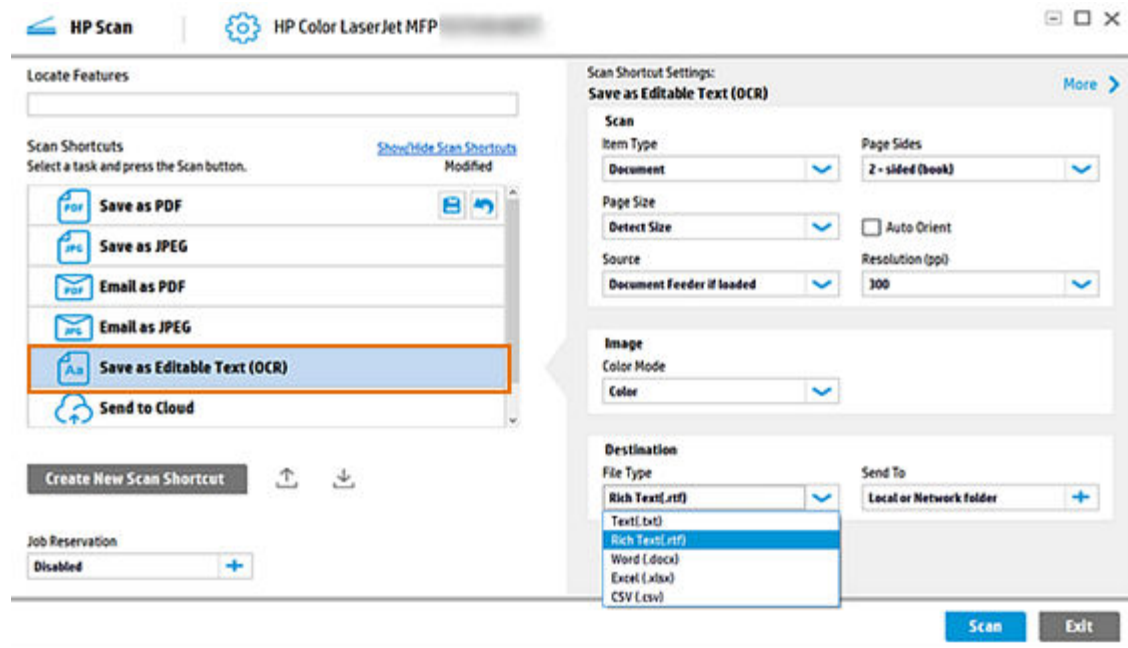 HP Scan
HP Color LaserJet MFP
Locate Features
Scan Shortcuts
Show/Hide Scan Shortcuts
Select a task and press the Scan button.
Modified
PDF Save as PDF
JPG Save as JPEG
PDF Email as PDF
JPG Email as JPEG
Aa Save as Editable Text (OCR)
Send to Cloud
Create New Scan Shortcut
Job Reservation
Disabled
Scan Shortcut Settings:
Save as Editable Text (OCR)
More
Scan
Item Type
Page Sides
Document
2 - sided (book)
Page Size
Detect Size
Auto Orient
Source
Resolution (ppi)
Document Feeder if loaded
300
Image
Color Mode
Color
Destination
File Type
Send To
Rich Text(.rtf)
Local or Network folder
Text(.txt)
Rich Text(.rtf)
Word (.docx)
Excel (.xlsx)
CSV (.csv)
Scan
Exit